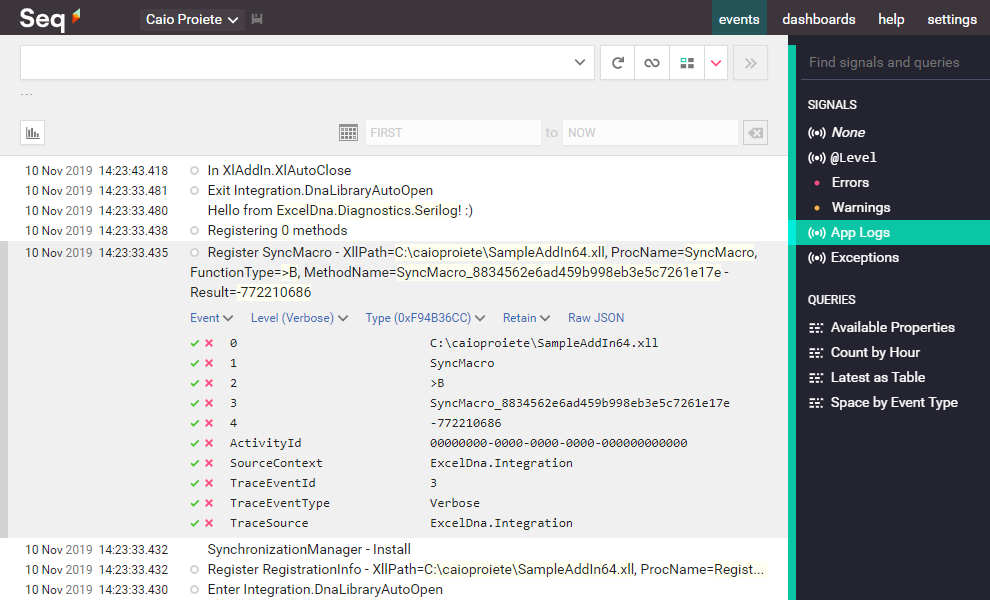 Seq
Caio Proiete
events
dashboards
help
settings
...
FIRST
to
NOW
10 Nov 2019 14:23:43.418 In XlAddIn.XlAutoClose
10 Nov 2019 14:23:33.481 Exit Integration.DnaLibraryAutoOpen
10 Nov 2019 14:23:33.480 Hello from ExcelDna.Diagnostics.Serilog! :)
10 Nov 2019 14:23:33.438 Registering 0 methods
10 Nov 2019 14:23:33.435 Register SyncMacro - XllPath=C:\caioproiete\SampleAddIn64.xll, ProcName=SyncMacro,
FunctionType=>B, MethodName=SyncMacro_8834562e6ad459b998eb3e5c7261e17e -
Result=-772210686
Event Level (Verbose) Type (0xF94B36CC) Retain Raw JSON
0 C:\caioproiete\SampleAddIn64.xll
1 SyncMacro
2 >B
3 SyncMacro_8834562e6ad459b998eb3e5c7261e17e
4 -772210686
ActivityId 00000000-0000-0000-0000-000000000000
SourceContext ExcelDna.Integration
TraceEventId 3
TraceEventType Verbose
TraceSource ExcelDna.Integration
10 Nov 2019 14:23:33.432 SynchronizationManager - Install
10 Nov 2019 14:23:33.432 Register RegistrationInfo - XllPath=C:\caioproiete\SampleAddIn64.xll, ProcName=Regist...
10 Nov 2019 14:23:33.430 Enter Integration.DnaLibraryAutoOpen
Find signals and queries
SIGNALS
None
@Level
Errors
Warnings
App Logs
Exceptions
QUERIES
Available Properties
Count by Hour
Latest as Table
Space by Event Type